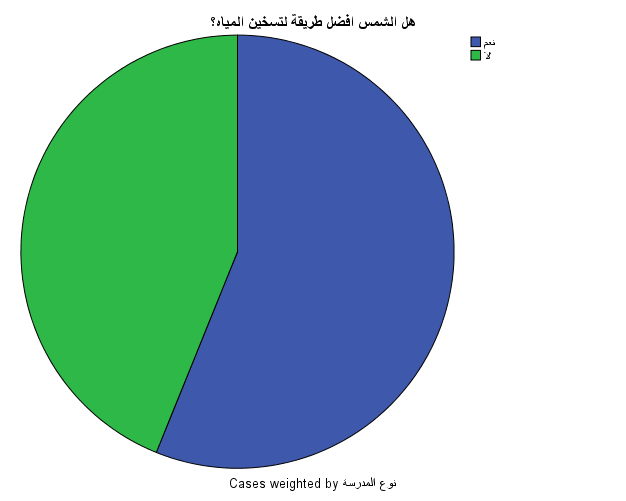 هل الشمس افضل طريقة لتسخين المياه؟
نعم
لا
Cases weighted by نوع المدرسة